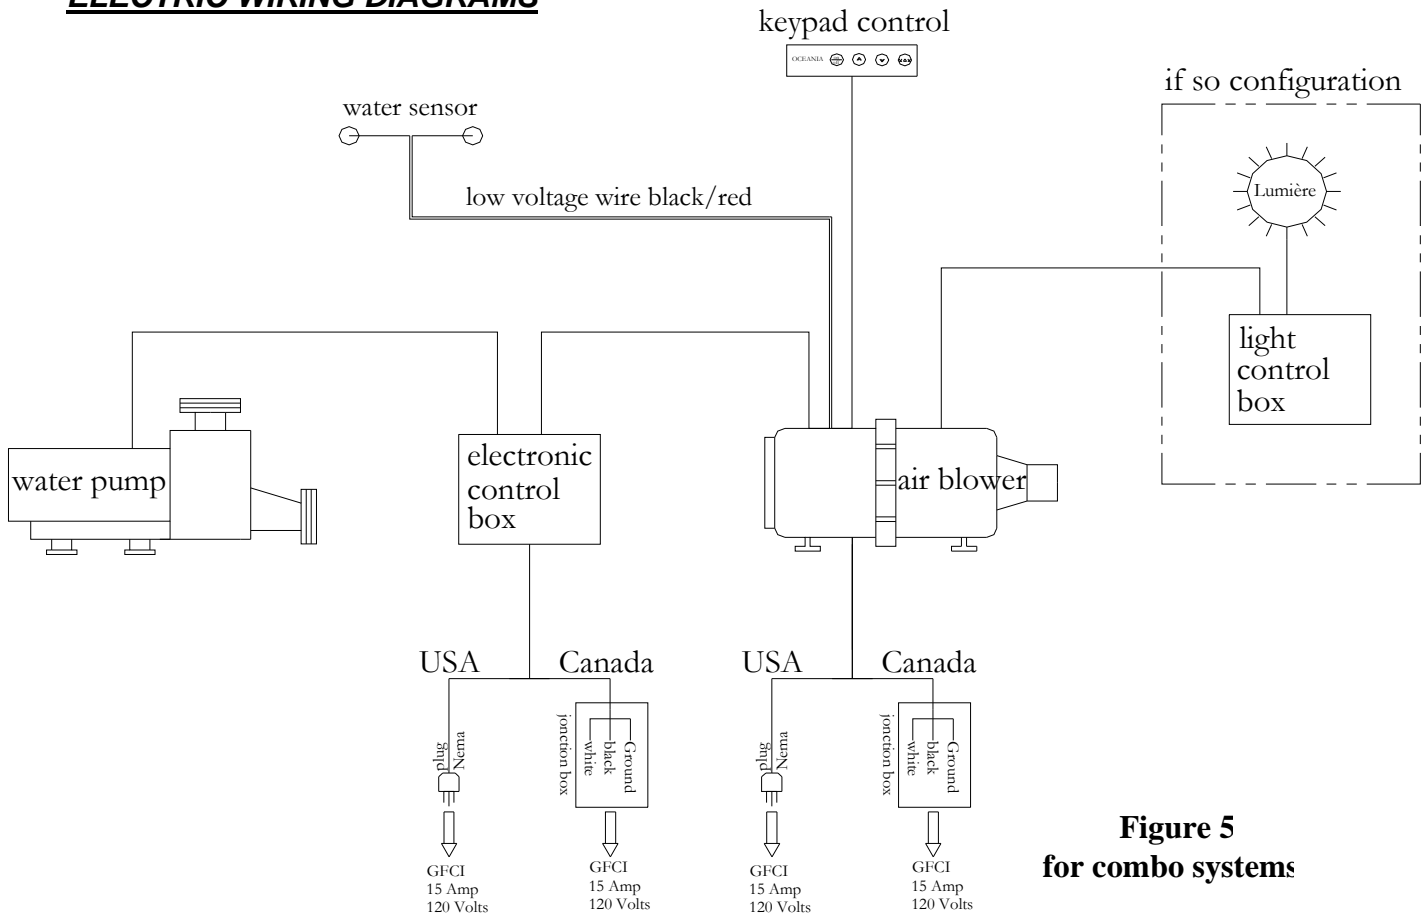 ELECTRIC WIRING DIAGRAMS
keypad control
OCEANIA
if so configuration
water sensor
Lumière
low voltage wire black/red
light
control
box
water pump
electronic
control
box
air blower
USA
Canada
USA
Canada
Nema
plug
Ground
black
white
jonction box
Nema
plug
Ground
black
white
jonction box
GFCI
15 Amp
120 Volts
GFCI
15 Amp
120 Volts
GFCI
15 Amp
120 Volts
GFCI
15 Amp
120 Volts
Figure 5
for combo systems